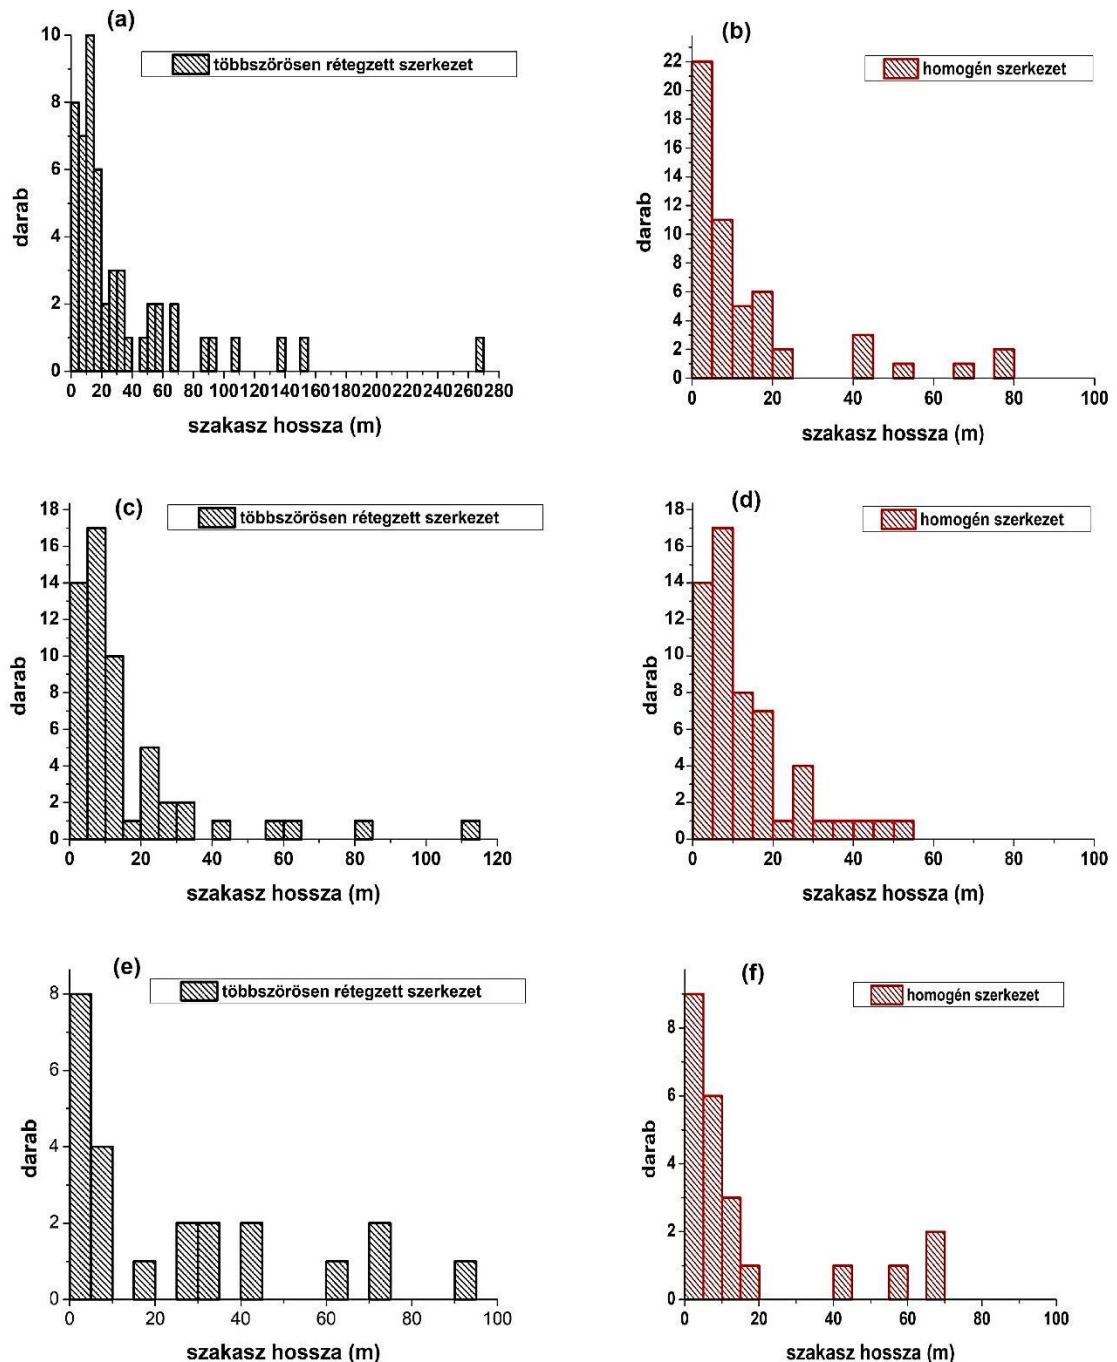 (a)
többszörösen rétegzett szerkezet
10
8
6
4
2
0
darab
0 20 40 60 80 100 120 140 160 180 200 220 240 260 280
szakasz hossza (m)
(b)
homogén szerkezet
22
20
18
16
14
12
10
8
6
4
2
0
darab
0 20 40 60 80 100
szakasz hossza (m)
(c)
többszörösen rétegzett szerkezet
18
16
14
12
10
8
6
4
2
0
darab
0 20 40 60 80 100 120
szakasz hossza (m)
(d)
homogén szerkezet
18
16
14
12
10
8
6
4
2
0
darab
0 20 40 60 80 100
szakasz hossza (m)
(e)
többszörösen rétegzett szerkezet
8
6
4
2
0
darab
0 20 40 60 80 100
szakasz hossza (m)
(f)
homogén szerkezet
8
6
4
2
0
darab
0 20 40 60 80 100
szakasz hossza (m)